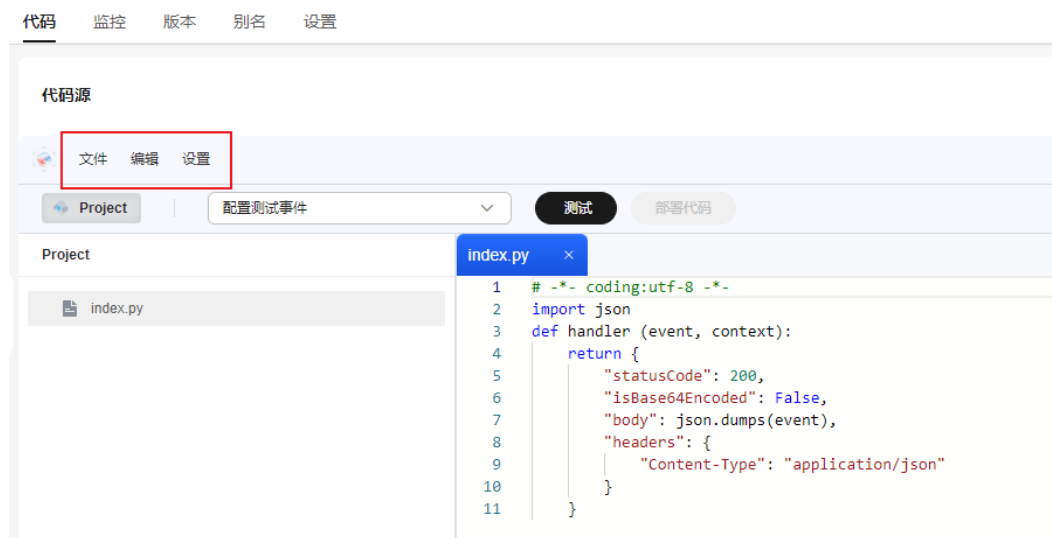 代码 监控 版本 别名 设置
代码源
文件 编辑 设置
Project 配置测试事件 测试 部署代码
Project
index.py
index.py ×
1 # -*- coding:utf-8 -*-
2 import json
3 def handler (event, context):
4     return {
5         "statusCode": 200,
6         "isBase64Encoded": False,
7         "body": json.dumps(event),
8         "headers": {
9             "Content-Type": "application/json"
10         }
11     }